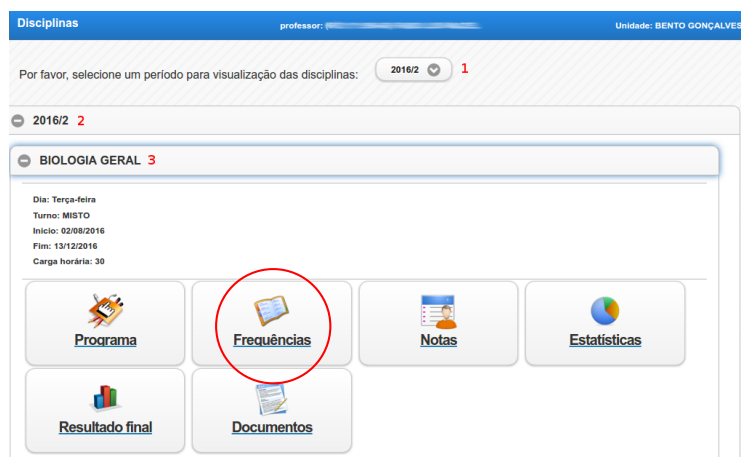 Disciplinas professor: Unidade: BENTO GONÇALVES
Por favor, selecione um período para visualização das disciplinas: 2016/2 1
2016/2 2
BIOLOGIA GERAL 3
Dia: Terça-feira
Turno: MISTO
Início: 02/08/2016
Fim: 13/12/2016
Carga horária: 30
Programa Frequências Notas Estatísticas
Resultado final Documentos